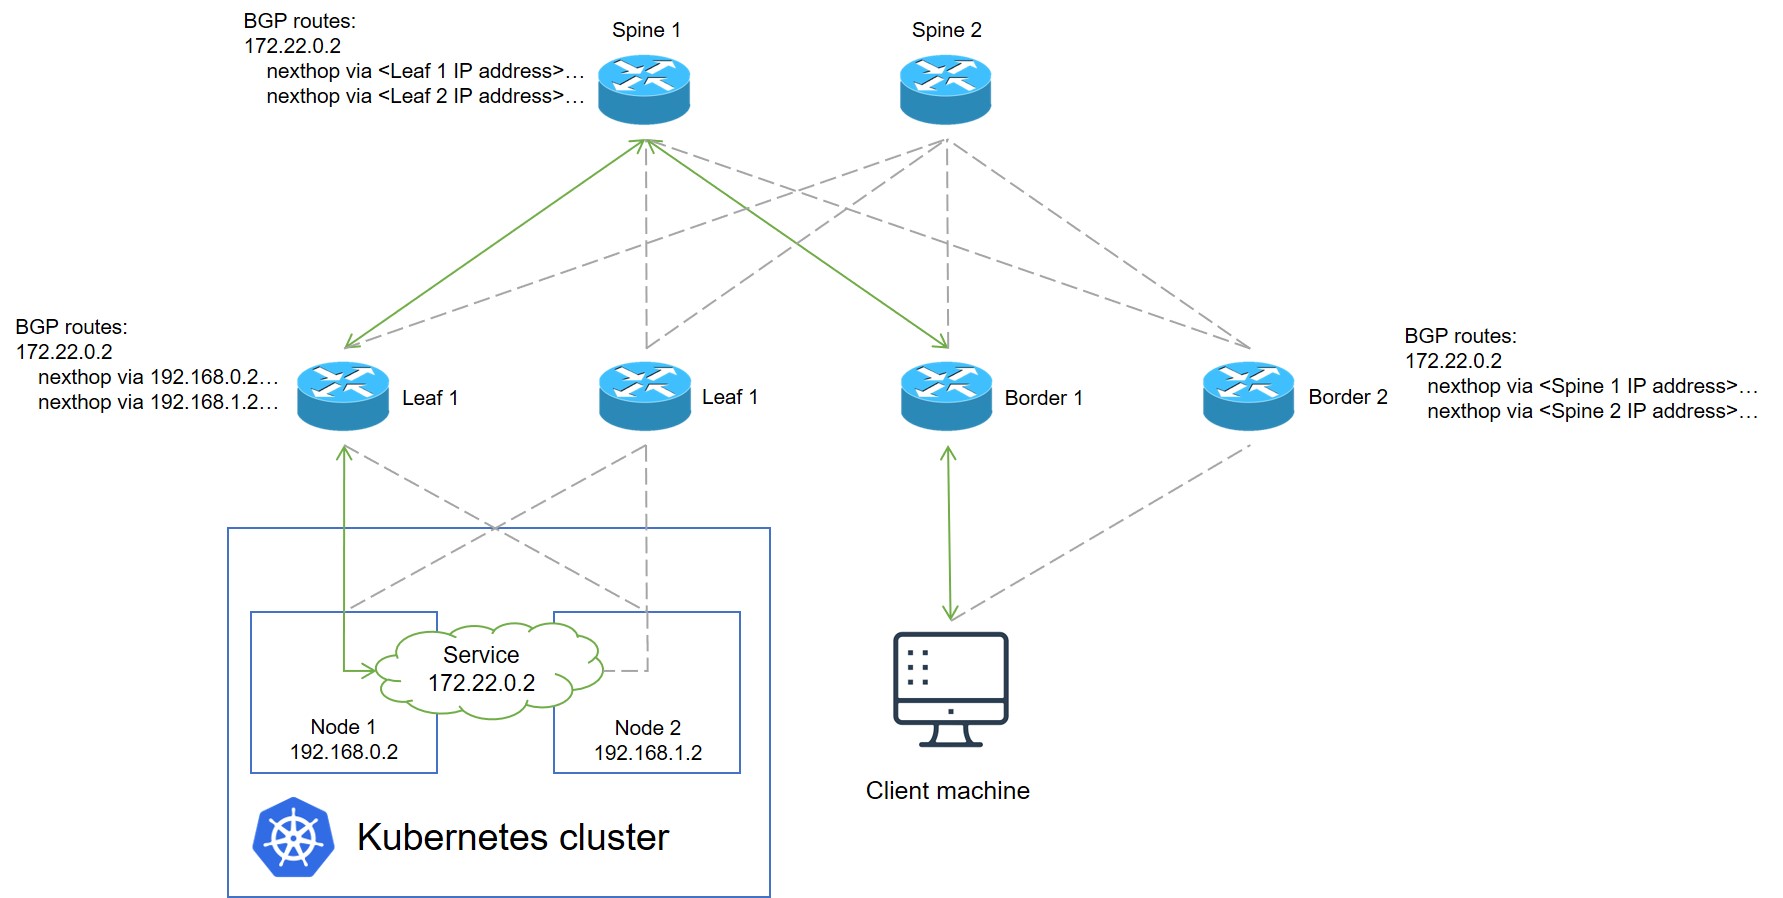 BGP routes:
172.22.0.2
nexthop via <Leaf 1 IP address>…
nexthop via <Leaf 2 IP address>…
Spine 1
Spine 2
BGP routes:
172.22.0.2
nexthop via 192.168.0.2…
nexthop via 192.168.1.2…
Leaf 1
Leaf 1
Border 1
Border 2
BGP routes:
172.22.0.2
nexthop via <Spine 1 IP address>…
nexthop via <Spine 2 IP address>…
Service
172.22.0.2
Node 1
192.168.0.2
Node 2
192.168.1.2
Client machine
Kubernetes cluster